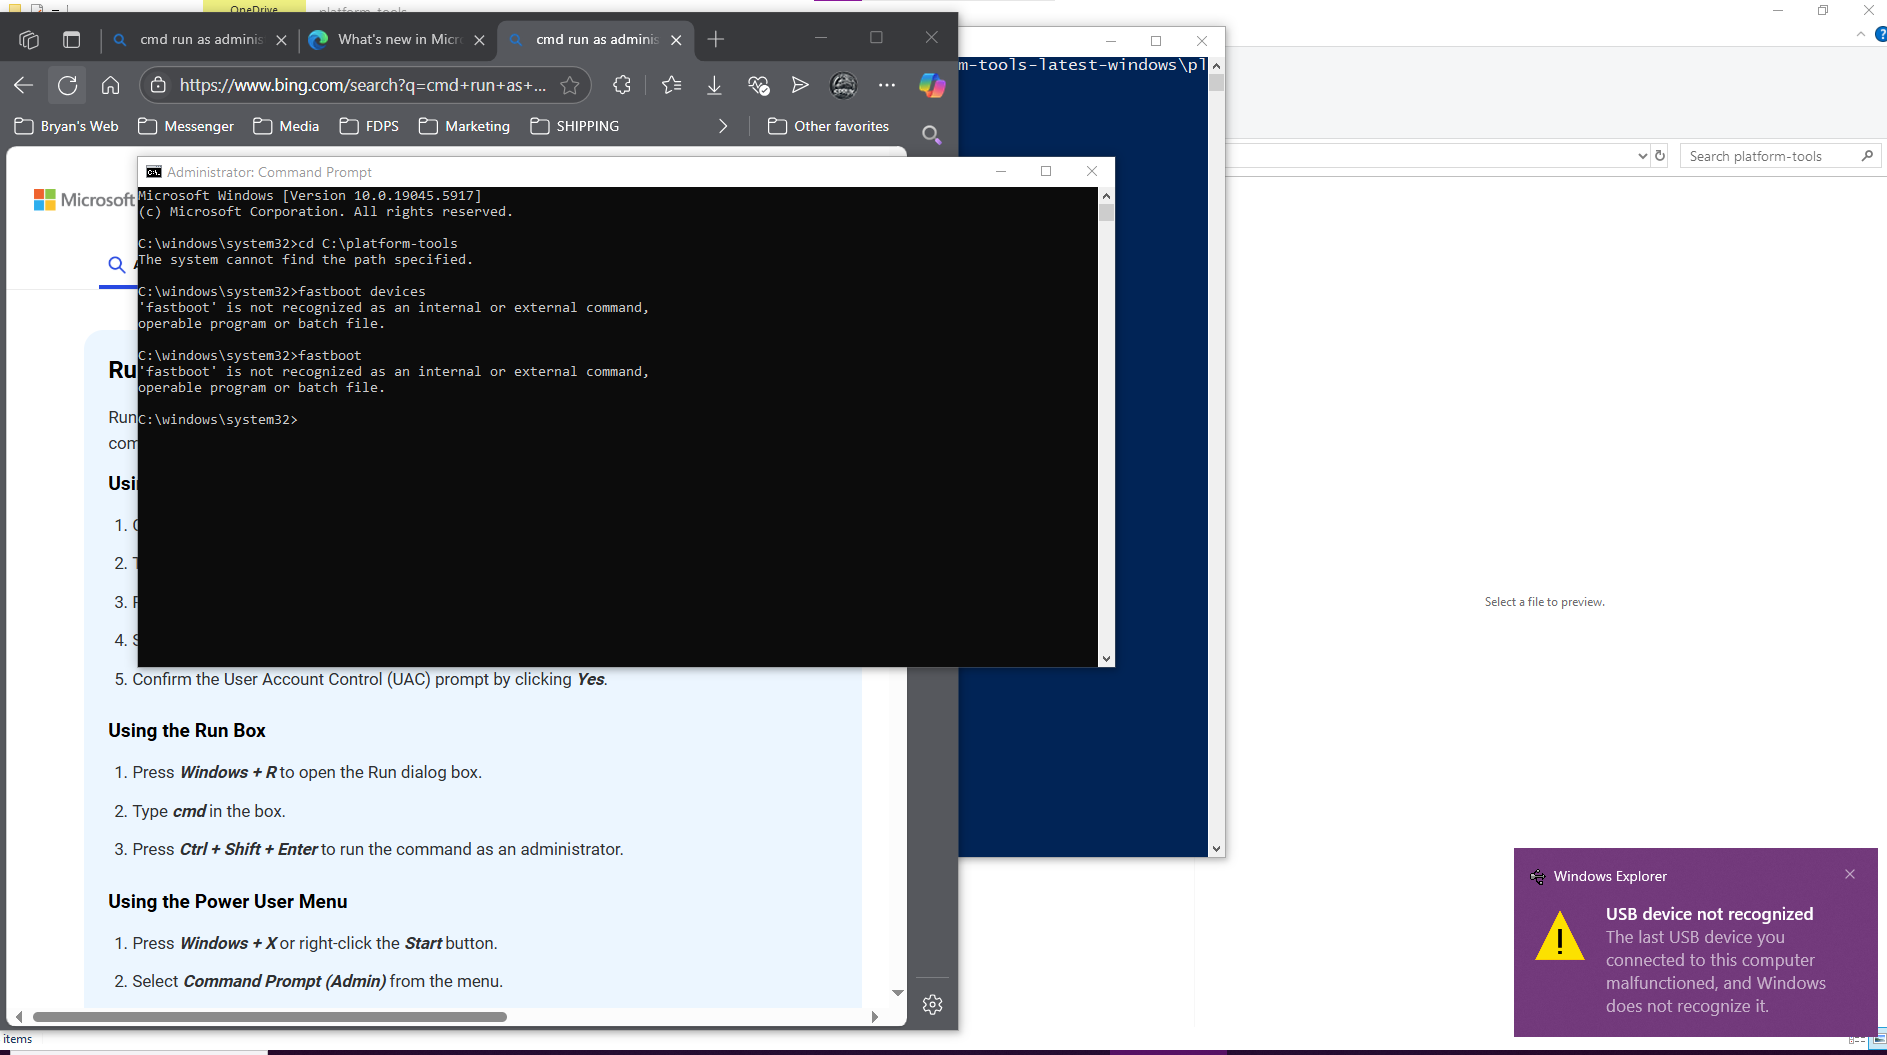 OneDrive
platform-tools
cmd run as adminis
What's new in Micr
cmd run as adminis
https://www.bing.com/search?q=cmd+run+as+...
Bryan's Web
Messenger
Media
FDPS
Marketing
SHIPPING
Other favorites
m-tools-latest-windows\pl
Search platform-tools
Microsoft
Administrator: Command Prompt
Microsoft Windows [Version 10.0.19045.5917]
(c) Microsoft Corporation. All rights reserved.
C:\windows\system32>cd C:\platform-tools
The system cannot find the path specified.
C:\windows\system32>fastboot devices
'fastboot' is not recognized as an internal or external command,
operable program or batch file.
C:\windows\system32>fastboot
'fastboot' is not recognized as an internal or external command,
operable program or batch file.
C:\windows\system32>
Ru
Run
com
Usi
1.
2.
3.
4.
5. Confirm the User Account Control (UAC) prompt by clicking Yes.
Using the Run Box
1. Press Windows + R to open the Run dialog box.
2. Type cmd in the box.
3. Press Ctrl + Shift + Enter to run the command as an administrator.
Using the Power User Menu
1. Press Windows + X or right-click the Start button.
2. Select Command Prompt (Admin) from the menu.
items
Select a file to preview.
Windows Explorer
USB device not recognized
The last USB device you
connected to this computer
malfunctioned, and Windows
does not recognize it.